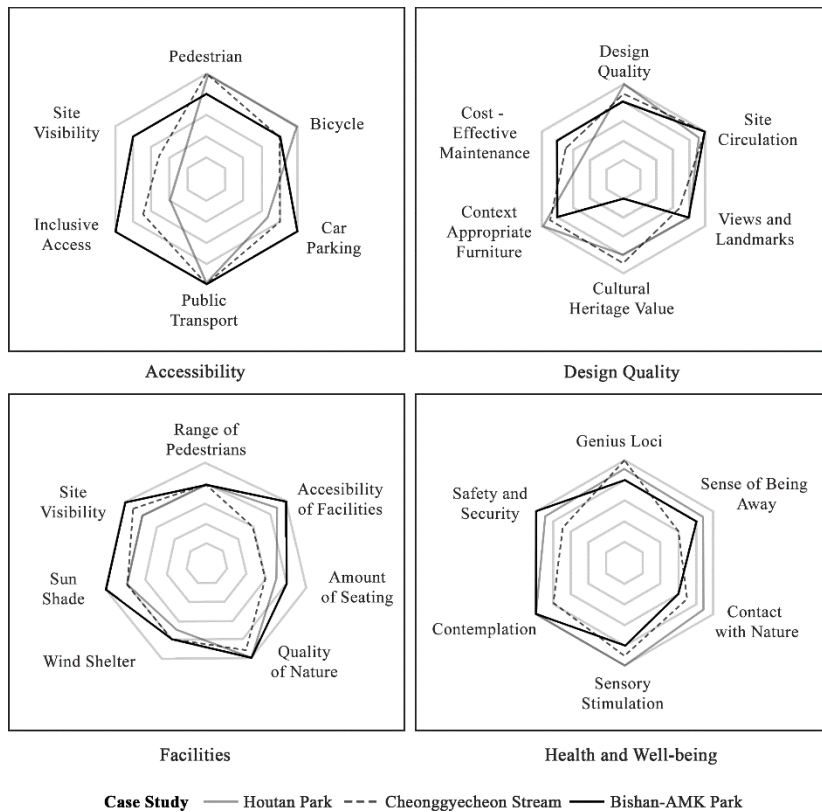 Pedestrian
Site
Visibility
Bicycle
Inclusive
Access
Car
Parking
Public
Transport
Accessibility
Design
Quality
Cost -
Effective
Maintenance
Site
Circulation
Context
Appropriate
Furniture
Views and
Landmarks
Cultural
Heritage Value
Design Quality
Range of
Pedestrians
Site
Visibility
Accesibility
of Facilities
Sun
Shade
Amount
of Seating
Wind Shelter
Quality
of Nature
Facilities
Genius Loci
Safety and
Security
Sense of Being
Away
Contemplation
Contact
with Nature
Sensory
Stimulation
Health and Well-being
Case Study Houtan Park Cheonggyecheon Stream Bishan-AMK Park